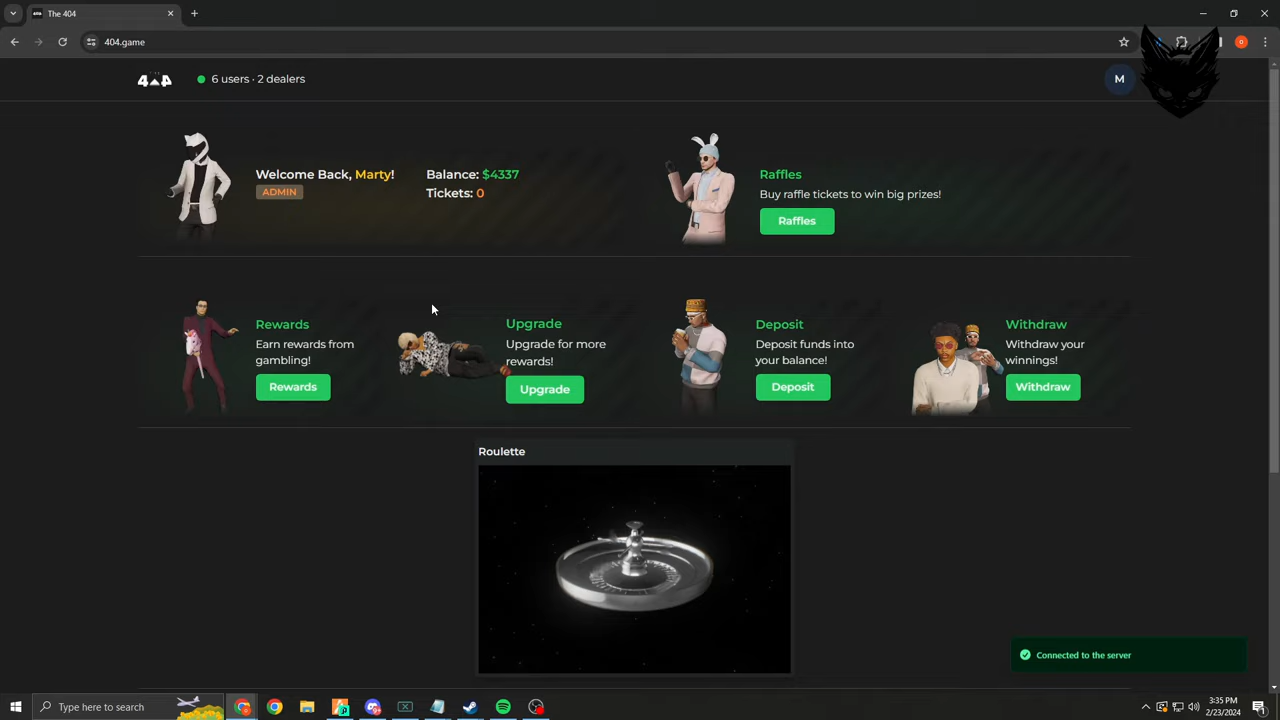 The 404
404.game
404
6 users · 2 dealers
M
Welcome Back, Marty!
ADMIN
Balance: $4337
Tickets: 0
Raffles
Buy raffle tickets to win big prizes!
Raffles
Rewards
Earn rewards from
gambling!
Rewards
Upgrade
Upgrade for more
rewards!
Upgrade
Deposit
Deposit funds into
your balance!
Deposit
Withdraw
Withdraw your
winnings!
Withdraw
Roulette
Connected to the server
Type here to search
3:35 PM
2/23/2024